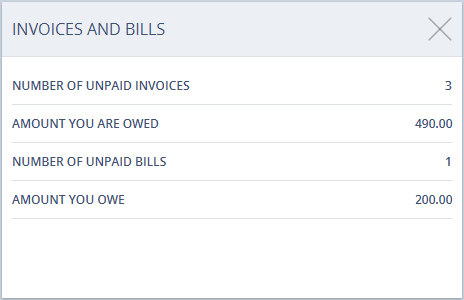 INVOICES AND BILLS
NUMBER OF UNPAID INVOICES 3
AMOUNT YOU ARE OWED 490.00
NUMBER OF UNPAID BILLS 1
AMOUNT YOU OWE 200.00